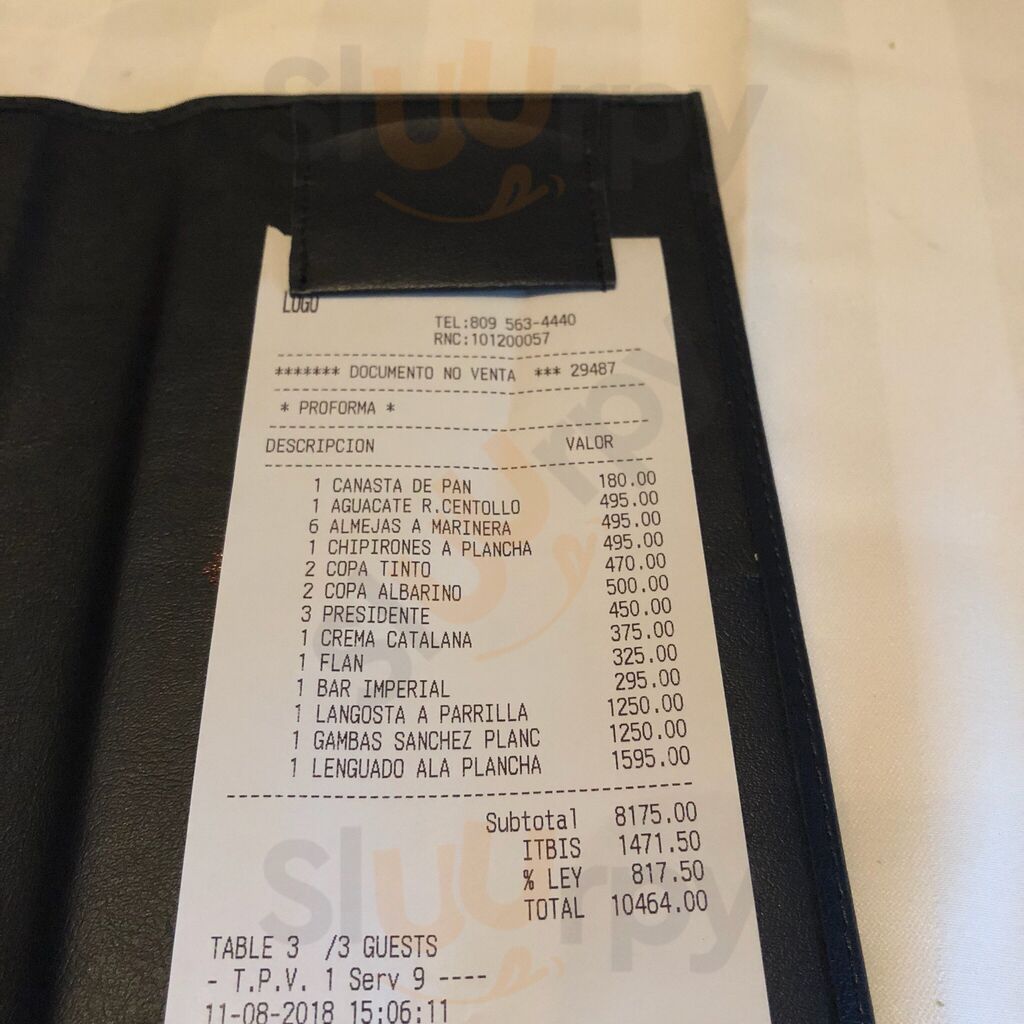 LOGO
TEL:809 563-4440
RNC:101200057
******* DOCUMENTO NO VENTA *** 29487
* PROFORMA *
DESCRIPCION VALOR
1 CANASTA DE PAN 180.00
1 AGUACATE R.CENTOLLO 495.00
6 ALMEJAS A MARINERA 495.00
1 CHIPIRONES A PLANCHA 495.00
2 COPA TINTO 470.00
2 COPA ALBARINO 500.00
3 PRESIDENTE 450.00
1 CREMA CATALANA 375.00
1 FLAN 325.00
1 BAR IMPERIAL 295.00
1 LANGOSTA A PARRILLA 1250.00
1 GAMBAS SANCHEZ PLANC 1250.00
1 LENGUADO ALA PLANCHA 1595.00
Subtotal 8175.00
ITBIS 1471.50
% LEY 817.50
TOTAL 10464.00
TABLE 3 /3 GUESTS
- T.P.V. 1 Serv 9 ----
11-08-2018 15:06:11
Slurpy
Slurpy
Slurpy